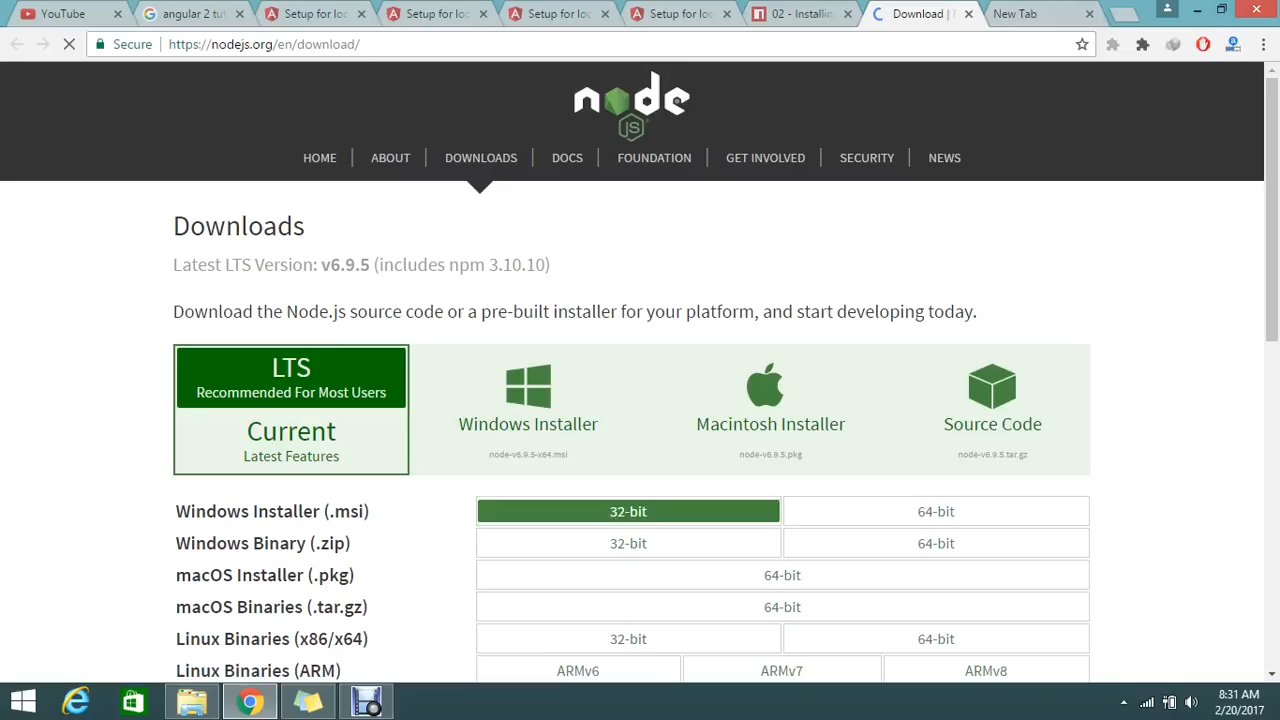 YouTube
angular 2 tut
Setup for loc
Setup for loc
Setup for loc
Setup for loc
02 - Installing
Download |
New Tab
Secure
https://nodejs.org/en/download/
node
JS
HOME
ABOUT
DOWNLOADS
DOCS
FOUNDATION
GET INVOLVED
SECURITY
NEWS
Downloads
Latest LTS Version: v6.9.5 (includes npm 3.10.10)
Download the Node.js source code or a pre-built installer for your platform, and start developing today.
LTS
Recommended For Most Users
Current
Latest Features
Windows Installer
node-v6.9.5-x64.msi
Macintosh Installer
node-v6.9.5.pkg
Source Code
node-v6.9.5.tar.gz
Windows Installer (.msi)
32-bit
64-bit
Windows Binary (.zip)
32-bit
64-bit
macOS Installer (.pkg)
64-bit
macOS Binaries (.tar.gz)
64-bit
Linux Binaries (x86/x64)
32-bit
64-bit
Linux Binaries (ARM)
ARMv6
ARMv7
ARMv8
8:31 AM
2/20/2017